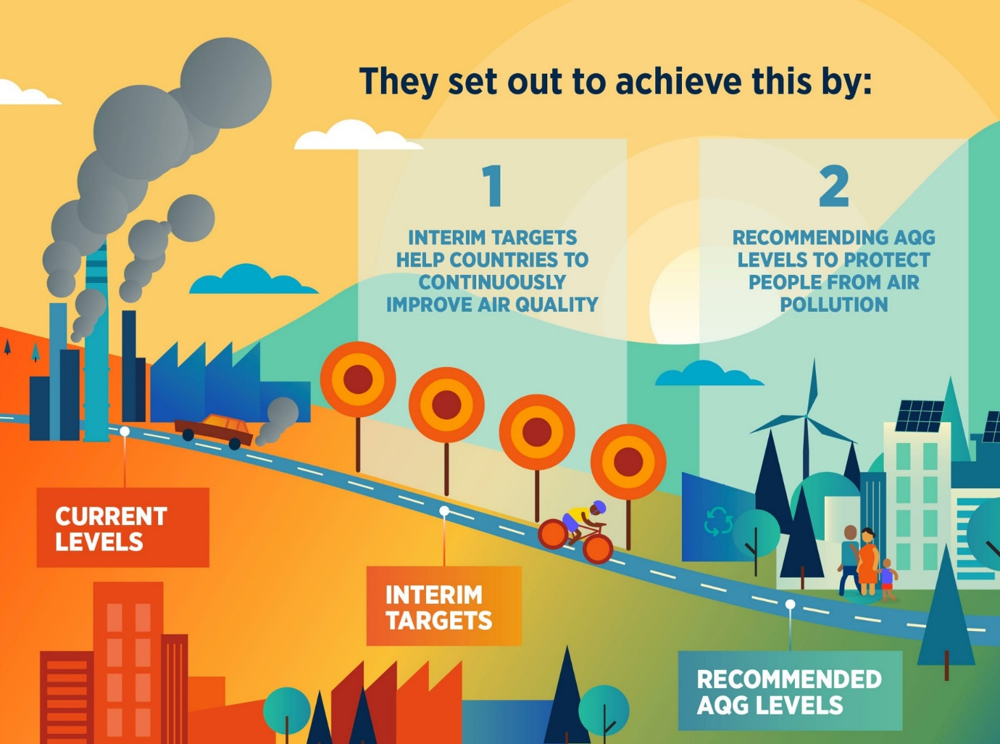 They set out to achieve this by:
1
INTERIM TARGETS
HELP COUNTRIES TO
CONTINUOUSLY
IMPROVE AIR QUALITY
2
RECOMMENDING AQG
LEVELS TO PROTECT
PEOPLE FROM AIR
POLLUTION
CURRENT
LEVELS
INTERIM
TARGETS
RECOMMENDED
AQG LEVELS